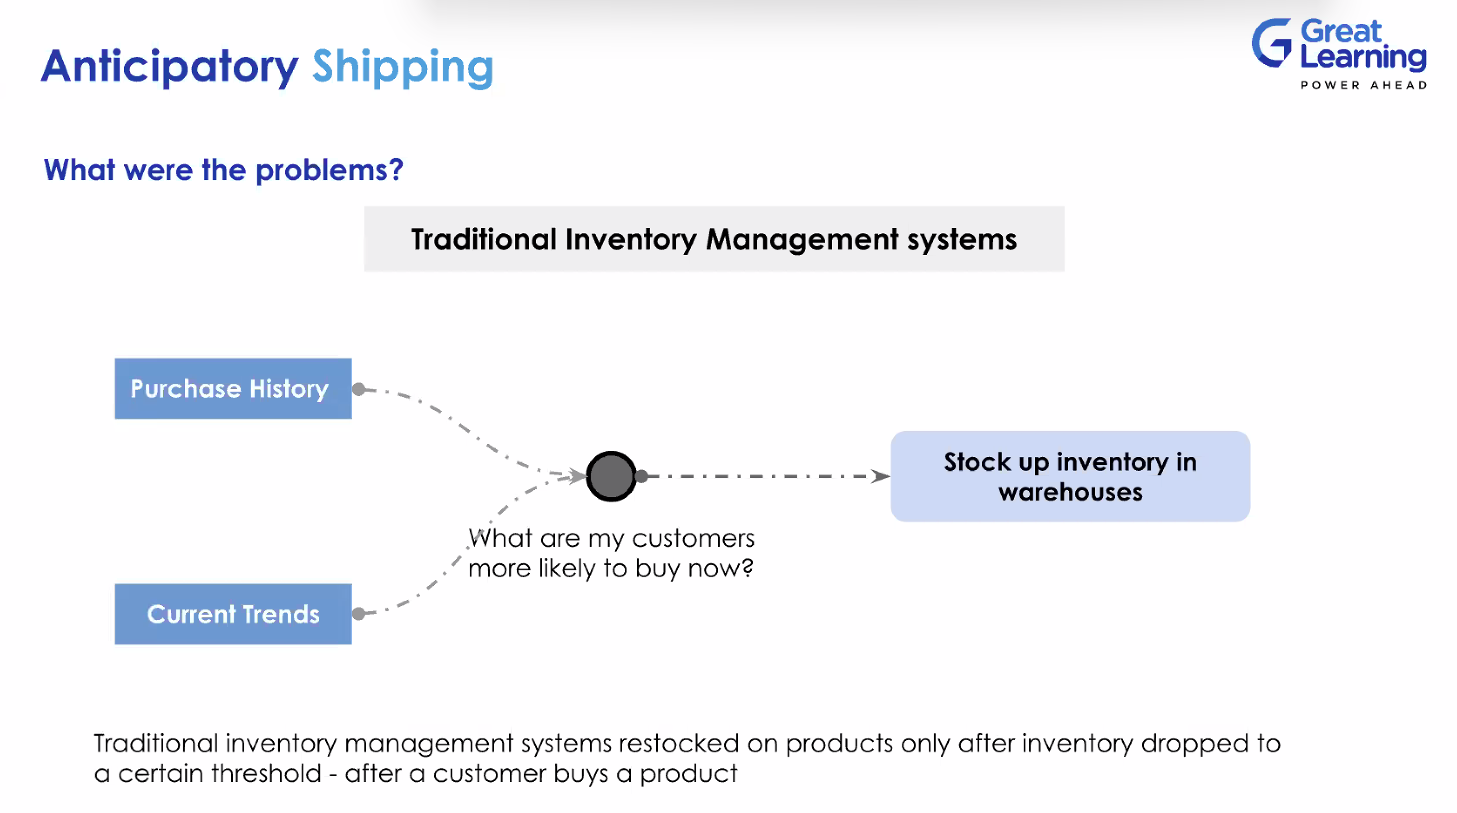 Anticipatory Shipping
Great
Learning
POWER AHEAD
What were the problems?
Traditional Inventory Management systems
Purchase History
Stock up inventory in
warehouses
What are my customers
more likely to buy now?
Current Trends
Traditional inventory management systems restocked on products only after inventory dropped to
a certain threshold - after a customer buys a product